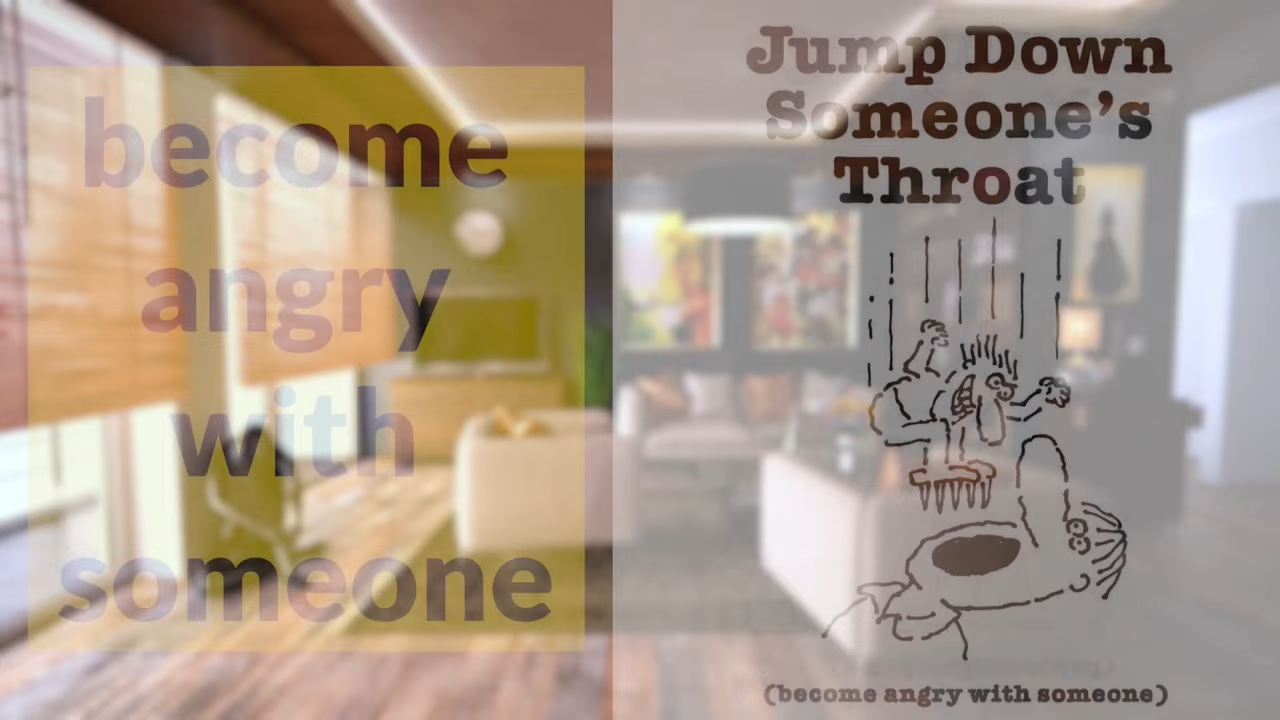 become
angry
with
someone
Jump Down
Someone's
Throat
(become angry with someone)